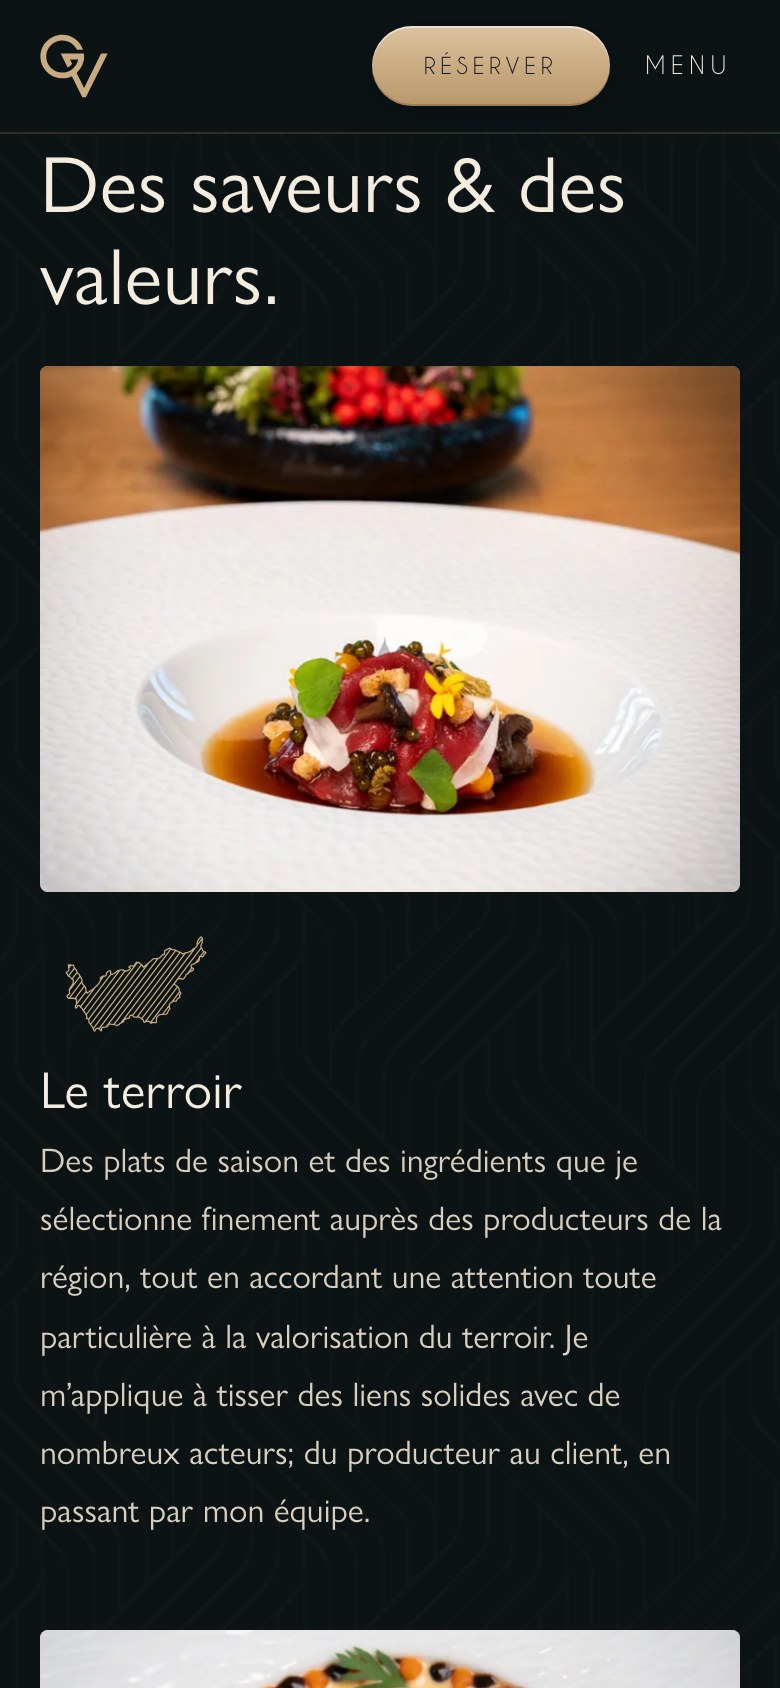 GV
RÉSERVER
MENU
Des saveurs & des
valeurs.
Le terroir
Des plats de saison et des ingrédients que je
sélectionne finement auprès des producteurs de la
région, tout en accordant une attention toute
particulière à la valorisation du terroir. Je
m’applique à tisser des liens solides avec de
nombreux acteurs; du producteur au client, en
passant par mon équipe.